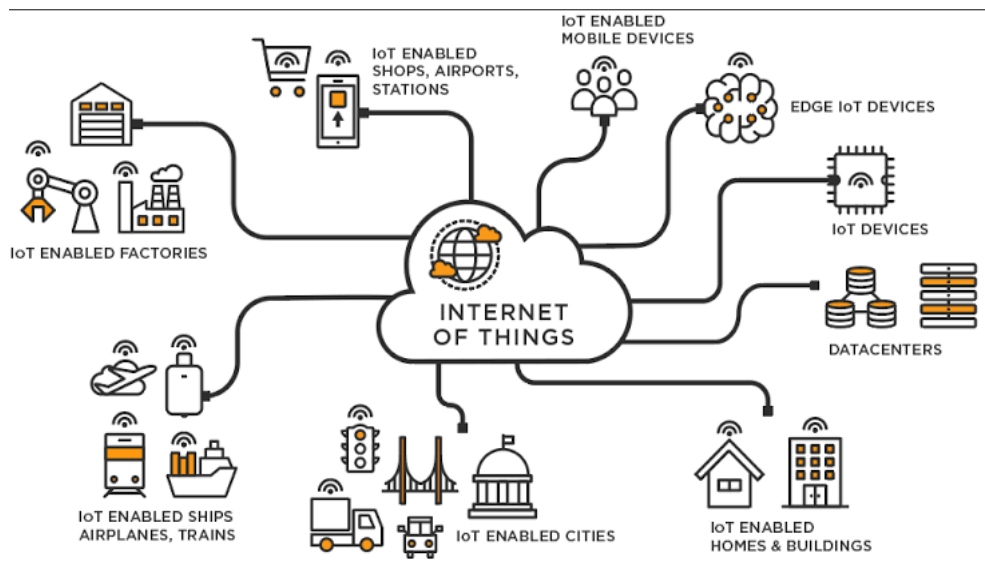 IoT ENABLED
MOBILE DEVICES
IoT ENABLED
SHOPS, AIRPORTS,
STATIONS
EDGE IoT DEVICES
IoT DEVICES
IoT ENABLED FACTORIES
INTERNET
OF THINGS
DATACENTERS
IoT ENABLED SHIPS
AIRPLANES, TRAINS
IoT ENABLED CITIES
IoT ENABLED
HOMES & BUILDINGS